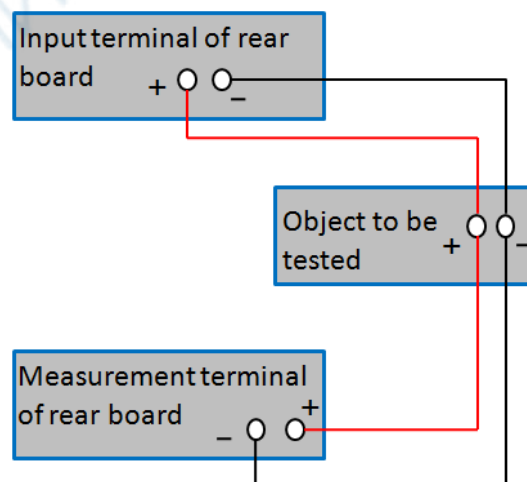 Input terminal of rear
board
+
–
Object to be
tested
+
–
Measurement terminal
of rear board
–
+